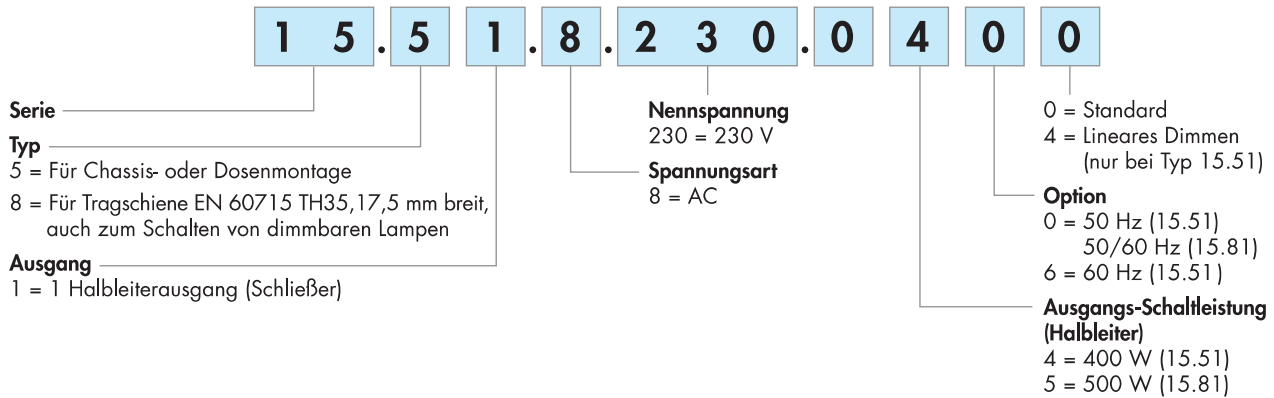 1 5 . 5 1 . 8 . 2 3 0 . 0 4 0 0
Serie
Typ
5 = Für Chassis- oder Dosenmontage
8 = Für Tragschiene EN 60715 TH35,17,5 mm breit,
auch zum Schalten von dimmbaren Lampen
Ausgang
1 = 1 Halbleiterausgang (Schließer)
Nennspannung
230 = 230 V
Spannungsart
8 = AC
0 = Standard
4 = Lineares Dimmen
(nur bei Typ 15.51)
Option
0 = 50 Hz (15.51)
50/60 Hz (15.81)
6 = 60 Hz (15.51)
Ausgangs-Schaltleistung
(Halbleiter)
4 = 400 W (15.51)
5 = 500 W (15.81)